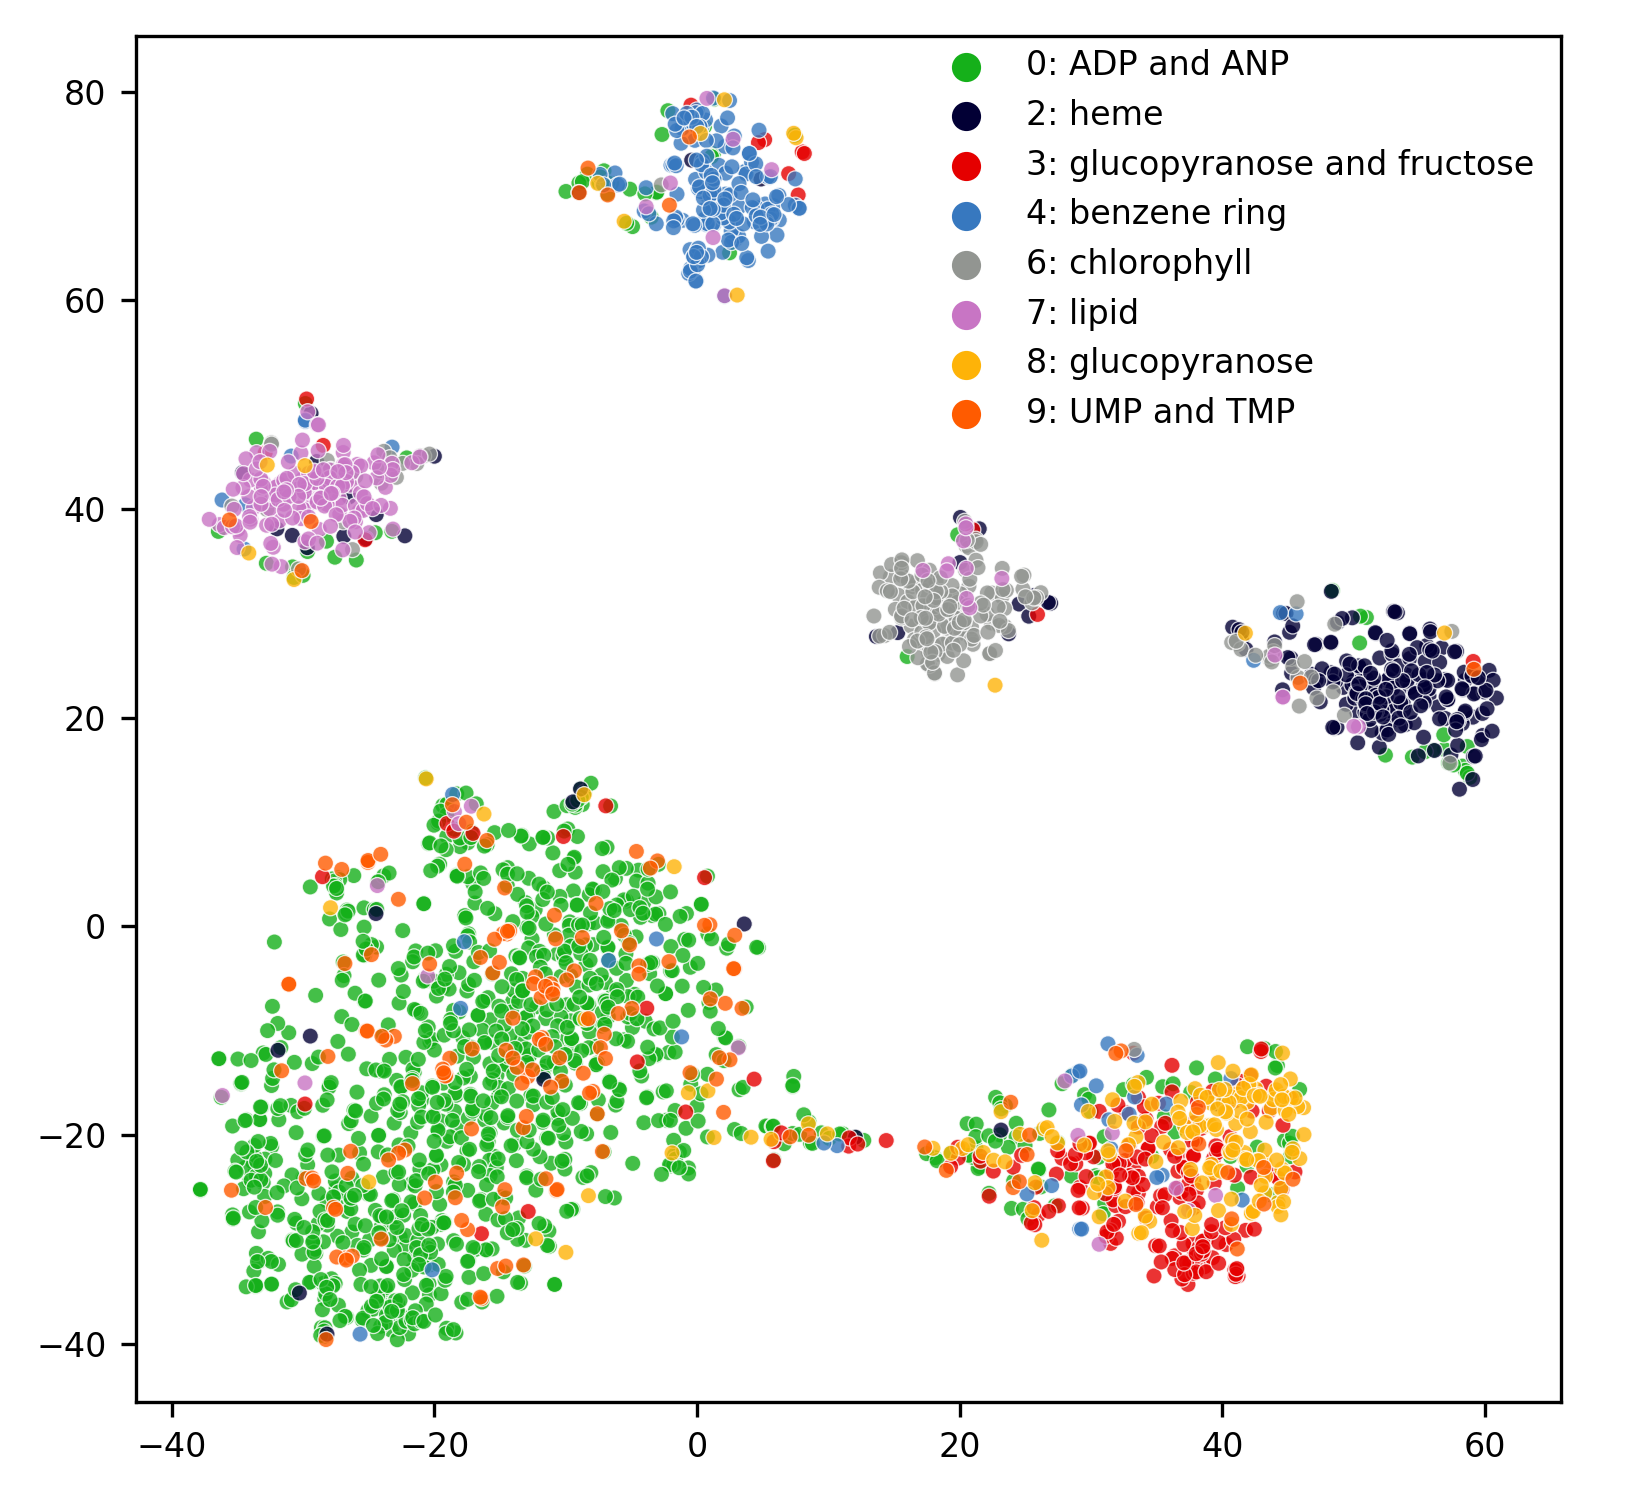 0: ADP and ANP
2: heme
3: glucopyranose and fructose
4: benzene ring
6: chlorophyll
7: lipid
8: glucopyranose
9: UMP and TMP
80
60
40
20
0
−20
−40
−40
−20
0
20
40
60